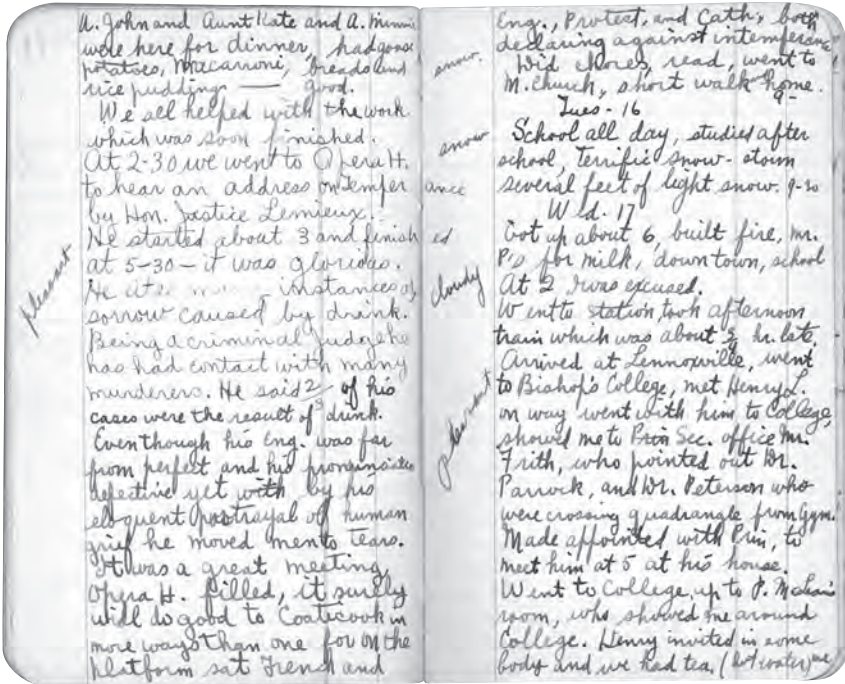 A. John and Aunt Kate and A. Minnie
were here for dinner, had goose
potatoes, Maccarroni, breads and
rice pudding —— good.
We all helped with the work
which was soon finished.
At 2-30 we went to Opera H.
to hear an address on Temper
by Hon. Justice Lemieux.
He started about 3 and finish
at 5-30 - it was glorious.
pleasant
He instances of
sorrow caused by drink.
Being a criminal judge he
has had contact with many
murderers. He said 2/3 of his
cases were the result of drink.
Even though his Eng. was far
from perfect and his pronunciation
defective yet with by his
eloquent portrayal of human
grief he moved men to tears.
It was a great meeting,
Opera H. filled, it surely
will do good to Coaticook in
more ways than one for on the
platform sat French and
Eng., Protest. and Cath., both
declaring against intemperance!
snow.
Did chores, read, went to
M. Church, short walk home.
9-
Tues - 16
snow
School all day, studied after
school, Terrific snow-storm
ance
several feet of light snow. 9-30
Wed. 17
ed
Got up about 6, built fire, Mr.
P's for milk, downtown, school
cloudy
At 2 I was excused.
Went to station, took afternoon
train which was about 3/4 hr. late.
Arrived at Lennoxville, went
pleasant
to Bishop's College, met Henry L.
on way went with him to College,
showed me to Prin Sec. office Mr.
Frith, who pointed out Dr.
Parrock, and Dr. Peterson who
were crossing quadrangle from Gym.
Made appointed with Prin, to
meet him at 5 at his house.
Went to College, up to P. McLean's
room, who showed me around
College. Henry invited in some
body and we had tea. (hot water)